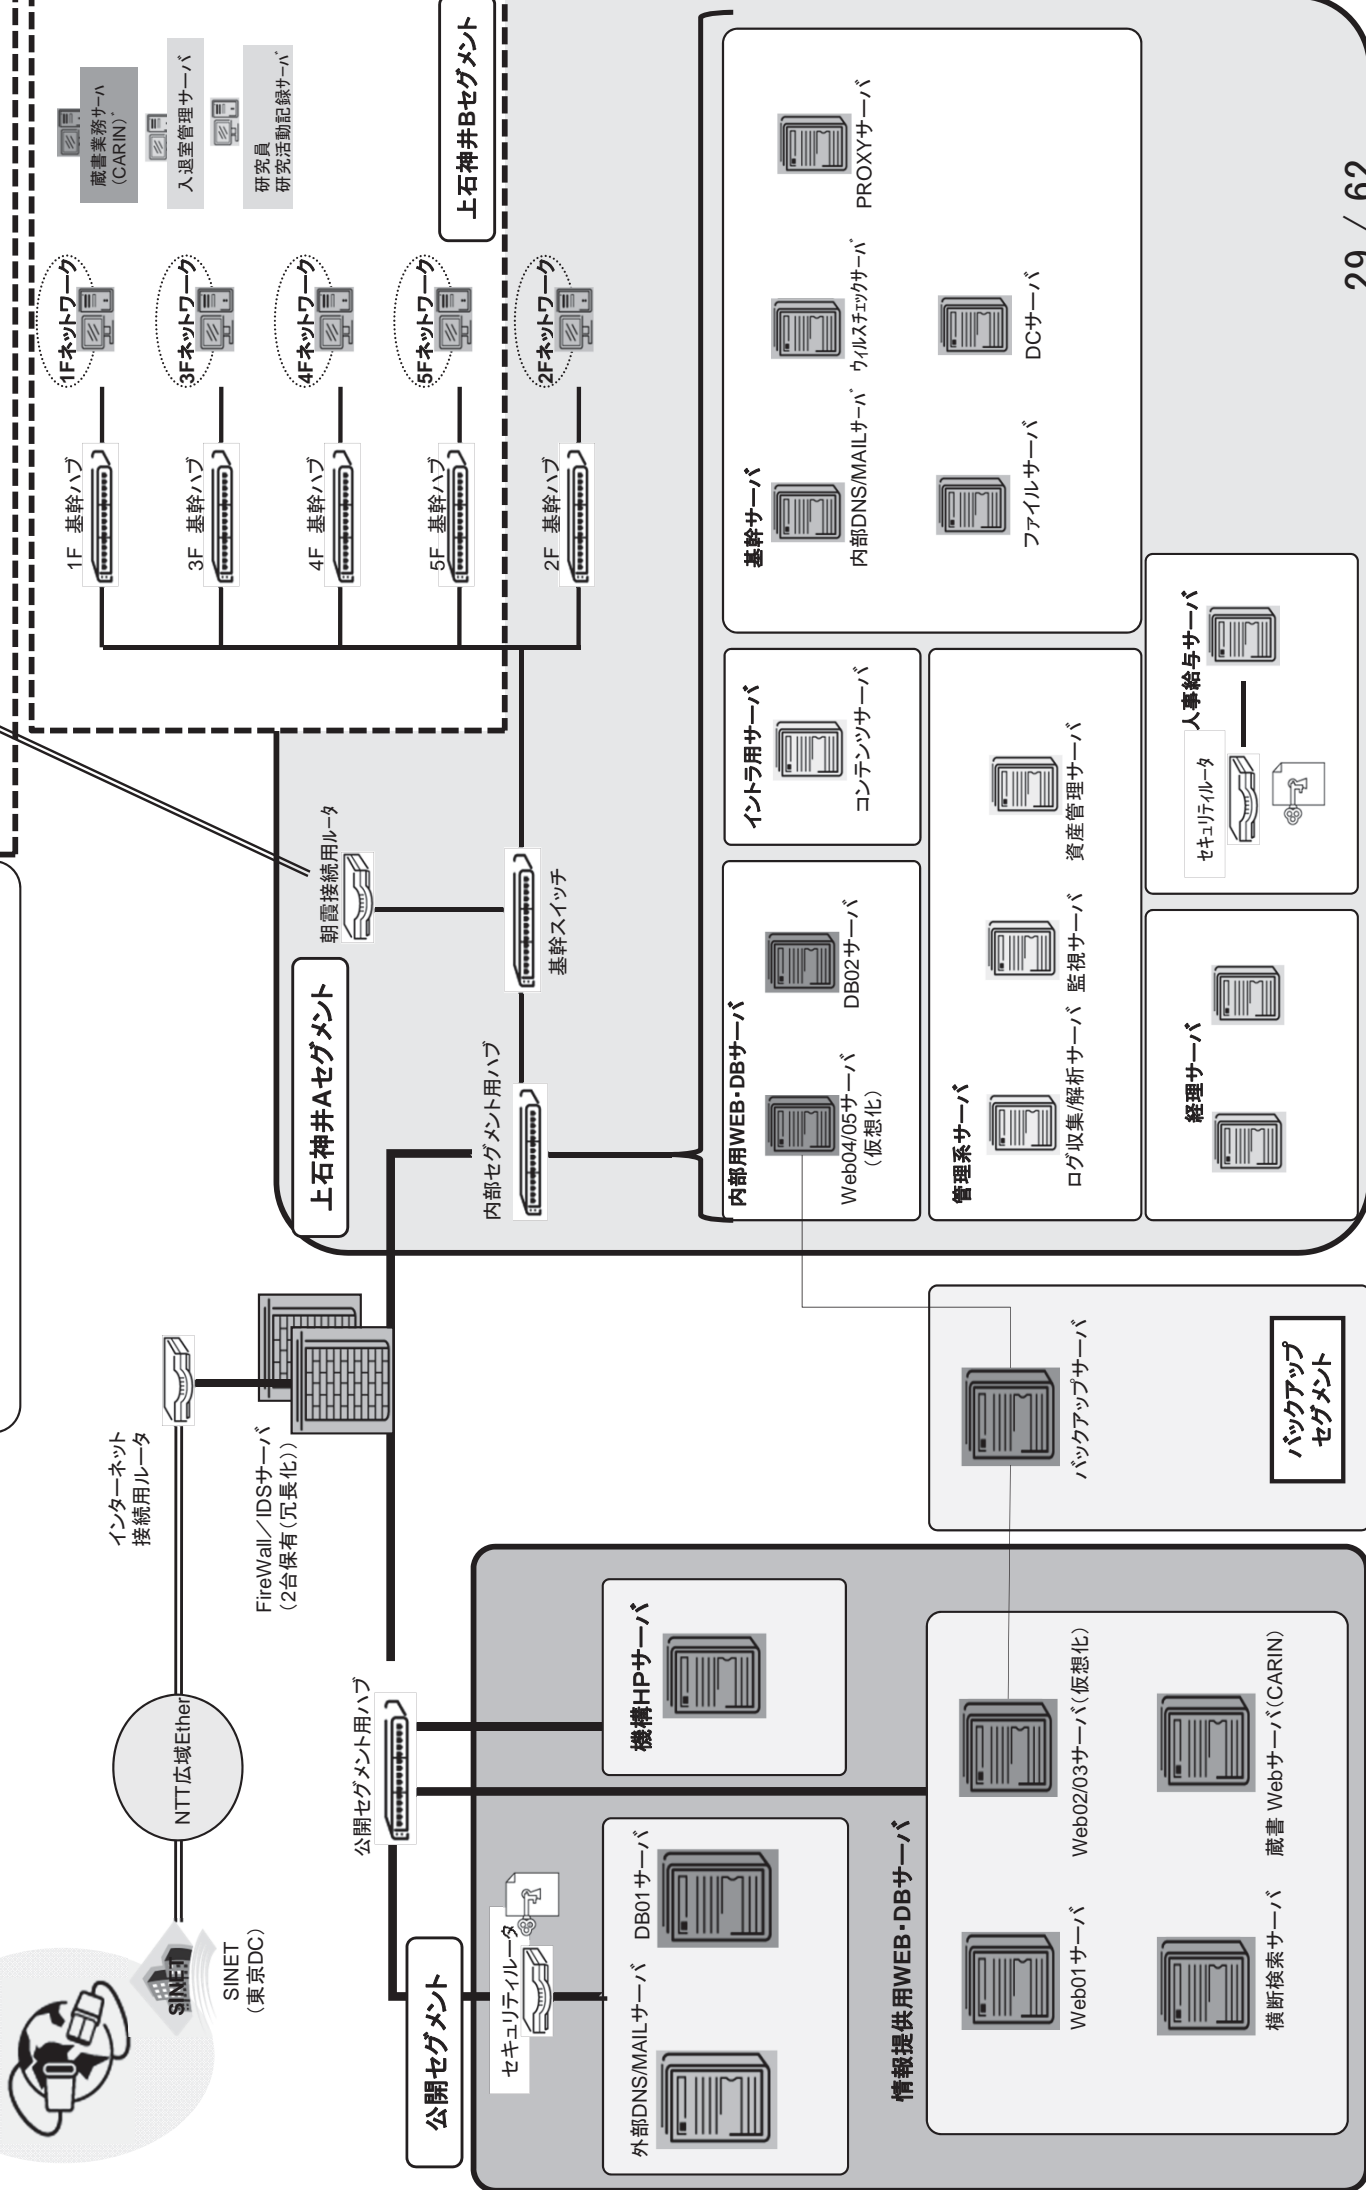 SINET
SINET
(東京DC)
NTT広域Ether
インターネット
接続用ルータ
FireWall／IDSサーバ
(2台保有(冗長化))
公開セグメント用ハブ
公開セグメント
セキュリティルータ
外部DNS/MAILサーバ
DB01サーバ
機構HPサーバ
情報提供用WEB・DBサーバ
Web01サーバ
Web02/03サーバ(仮想化)
横断検索サーバ
蔵書 Webサーバ(CARIN)
バックアップサーバ
バックアップ
セグメント
上石神井Aセグメント
朝霞接続用ルータ
内部セグメント用ハブ
基幹スイッチ
内部用WEB・DBサーバ
Web04/05サーバ
(仮想化)
DB02サーバ
イントラ用サーバ
コンテンツサーバ
基幹サーバ
内部DNS/MAILサーバ
ウィルスチェックサーバ
PROXYサーバ
ファイルサーバ
DCサーバ
管理系サーバ
ログ収集/解析サーバ
監視サーバ
資産管理サーバ
経理サーバ
人事給与サーバ
セキュリティルータ
上石神井Bセグメント
1F 基幹ハブ
1Fネットワーク
3F 基幹ハブ
3Fネットワーク
4F 基幹ハブ
4Fネットワーク
5F 基幹ハブ
5Fネットワーク
2F 基幹ハブ
2Fネットワーク
蔵書業務サーバ
(CARIN)
入退室管理サーバ
研究員
研究活動記録サーバ
29 / 62